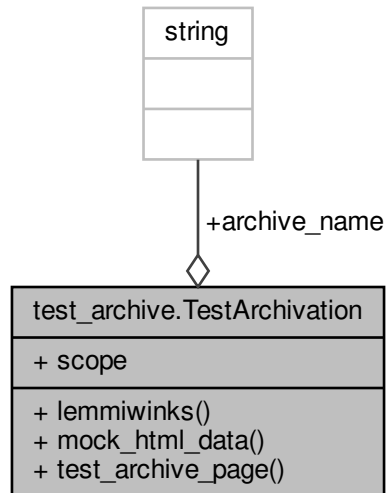 string
+archive_name
test_archive.TestArchivation
+ scope
+ lemmiwinks()
+ mock_html_data()
+ test_archive_page()